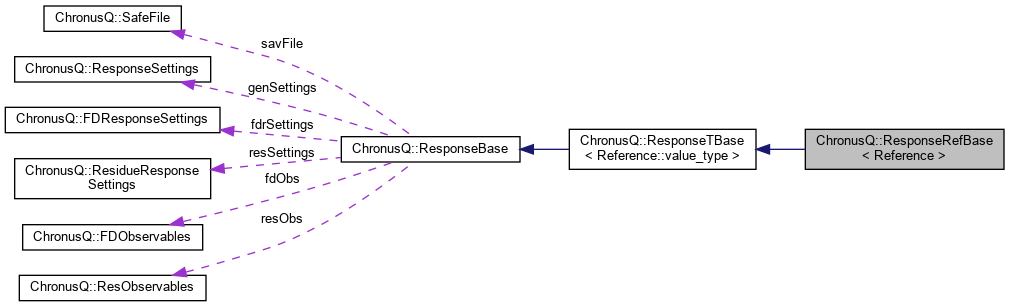 ChronusQ::SafeFile
savFile
ChronusQ::ResponseSettings
genSettings
ChronusQ::FDResponseSettings
fdrSettings
ChronusQ::ResponseBase
ChronusQ::ResponseTBase
< Reference::value_type >
ChronusQ::ResponseRefBase
< Reference >
resSettings
ChronusQ::ResidueResponse
Settings
fdObs
ChronusQ::FDObservables
resObs
ChronusQ::ResObservables